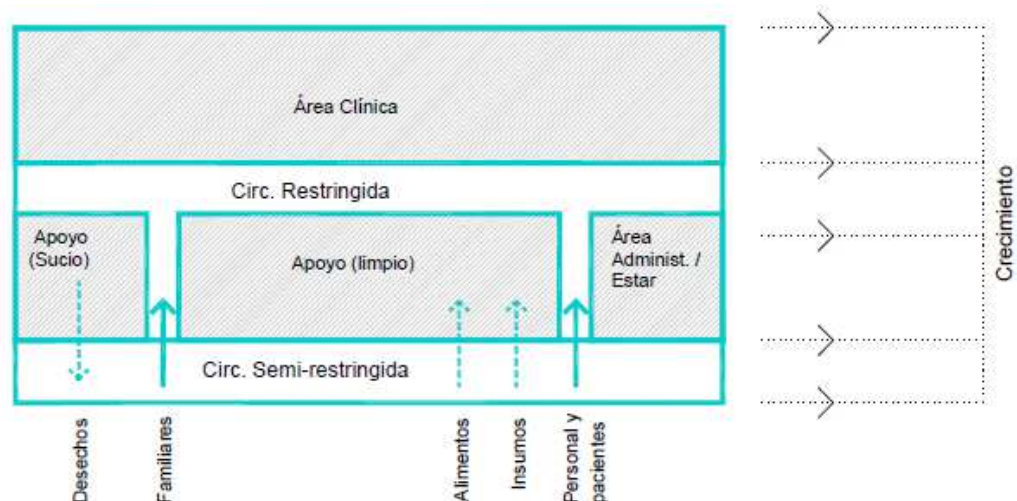 Área Clínica
Circ. Restringida
Apoyo
(Sucio)
Apoyo (limpio)
Área
Administ. /
Estar
Circ. Semi-restringida
Desechos
Familiares
Alimentos
Insumos
Personal y
pacientes
Crecimiento